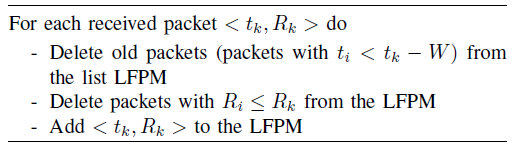 For each received packet < t_k, R_k > do
- Delete old packets (packets with t_i < t_k − W) from
the list LFPM
- Delete packets with R_i ≤ R_k from the LFPM
- Add < t_k, R_k > to the LFPM